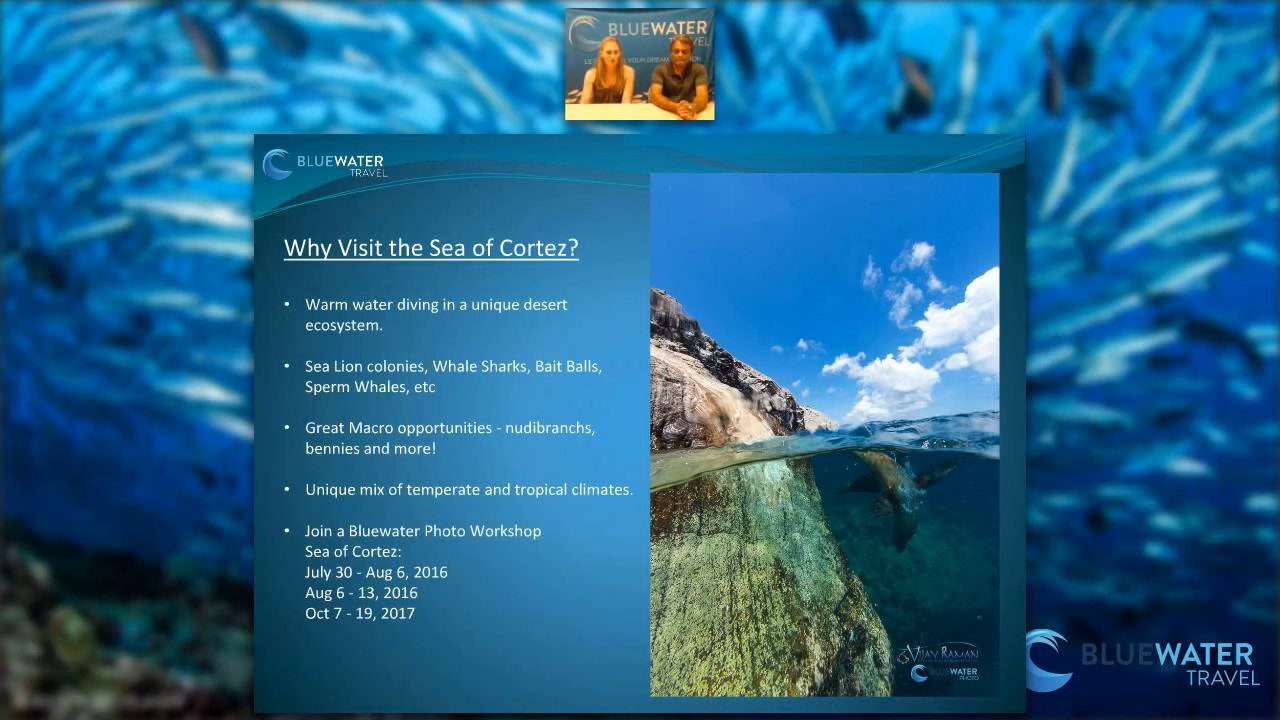 BLUEWATER
TRAVEL
BLUEWATER
TRAVEL
Why Visit the Sea of Cortez?
• Warm water diving in a unique desert
ecosystem.
• Sea Lion colonies, Whale Sharks, Bait Balls,
Sperm Whales, etc
• Great Macro opportunities - nudibranchs,
bennies and more!
• Unique mix of temperate and tropical climates.
• Join a Bluewater Photo Workshop
Sea of Cortez:
July 30 - Aug 6, 2016
Aug 6 - 13, 2016
Oct 7 - 19, 2017
VIJAY RAMAN
BLUEWATER
PHOTO
BLUEWATER
TRAVEL